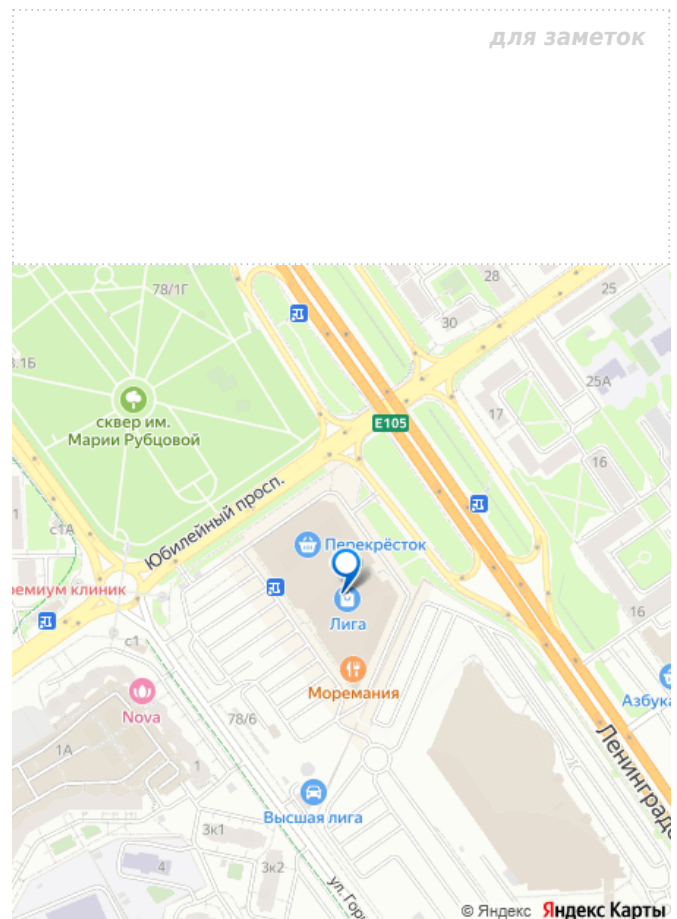 для заметок
78/1Г
28
25
30
3.1Б
25А
сквер им.
Марии Рубцовой
17
E105
16
Юбилейный просп.
1
с1А
Перекрёсток
емиум клиник
Лига
16
с1
Моремания
Азбука
Nova
78/6
1А
1
Ленинградс
Высшая лига
3к1
4
3к2
ул. Гор
© Яндекс Яндекс Карты